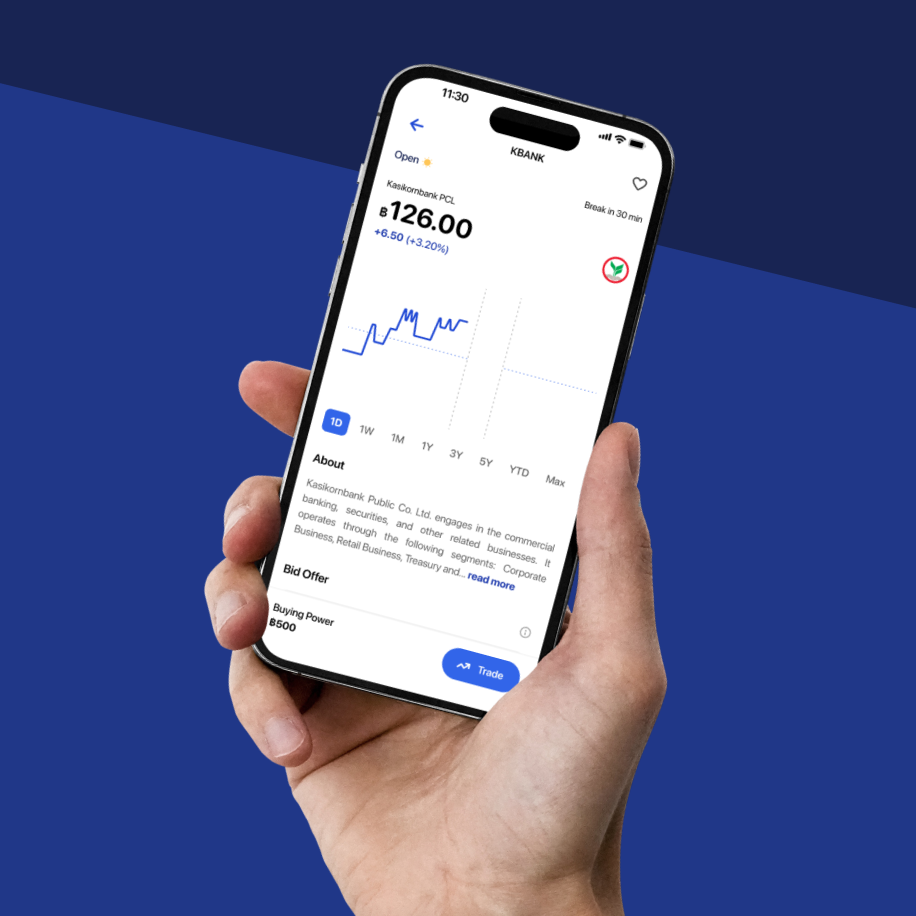 11:30
KBANK
Open
Break in 30 min
Kasikornbank PCL
฿126.00
+6.50 (+3.20%)
1D 1W 1M 1Y 3Y 5Y YTD Max
About
Kasikornbank Public Co. Ltd. engages in the commercial
banking, securities, and other related businesses. It
operates through the following segments: Corporate
Business, Retail Business, Treasury and... read more
Bid Offer
Buying Power
฿500
Trade